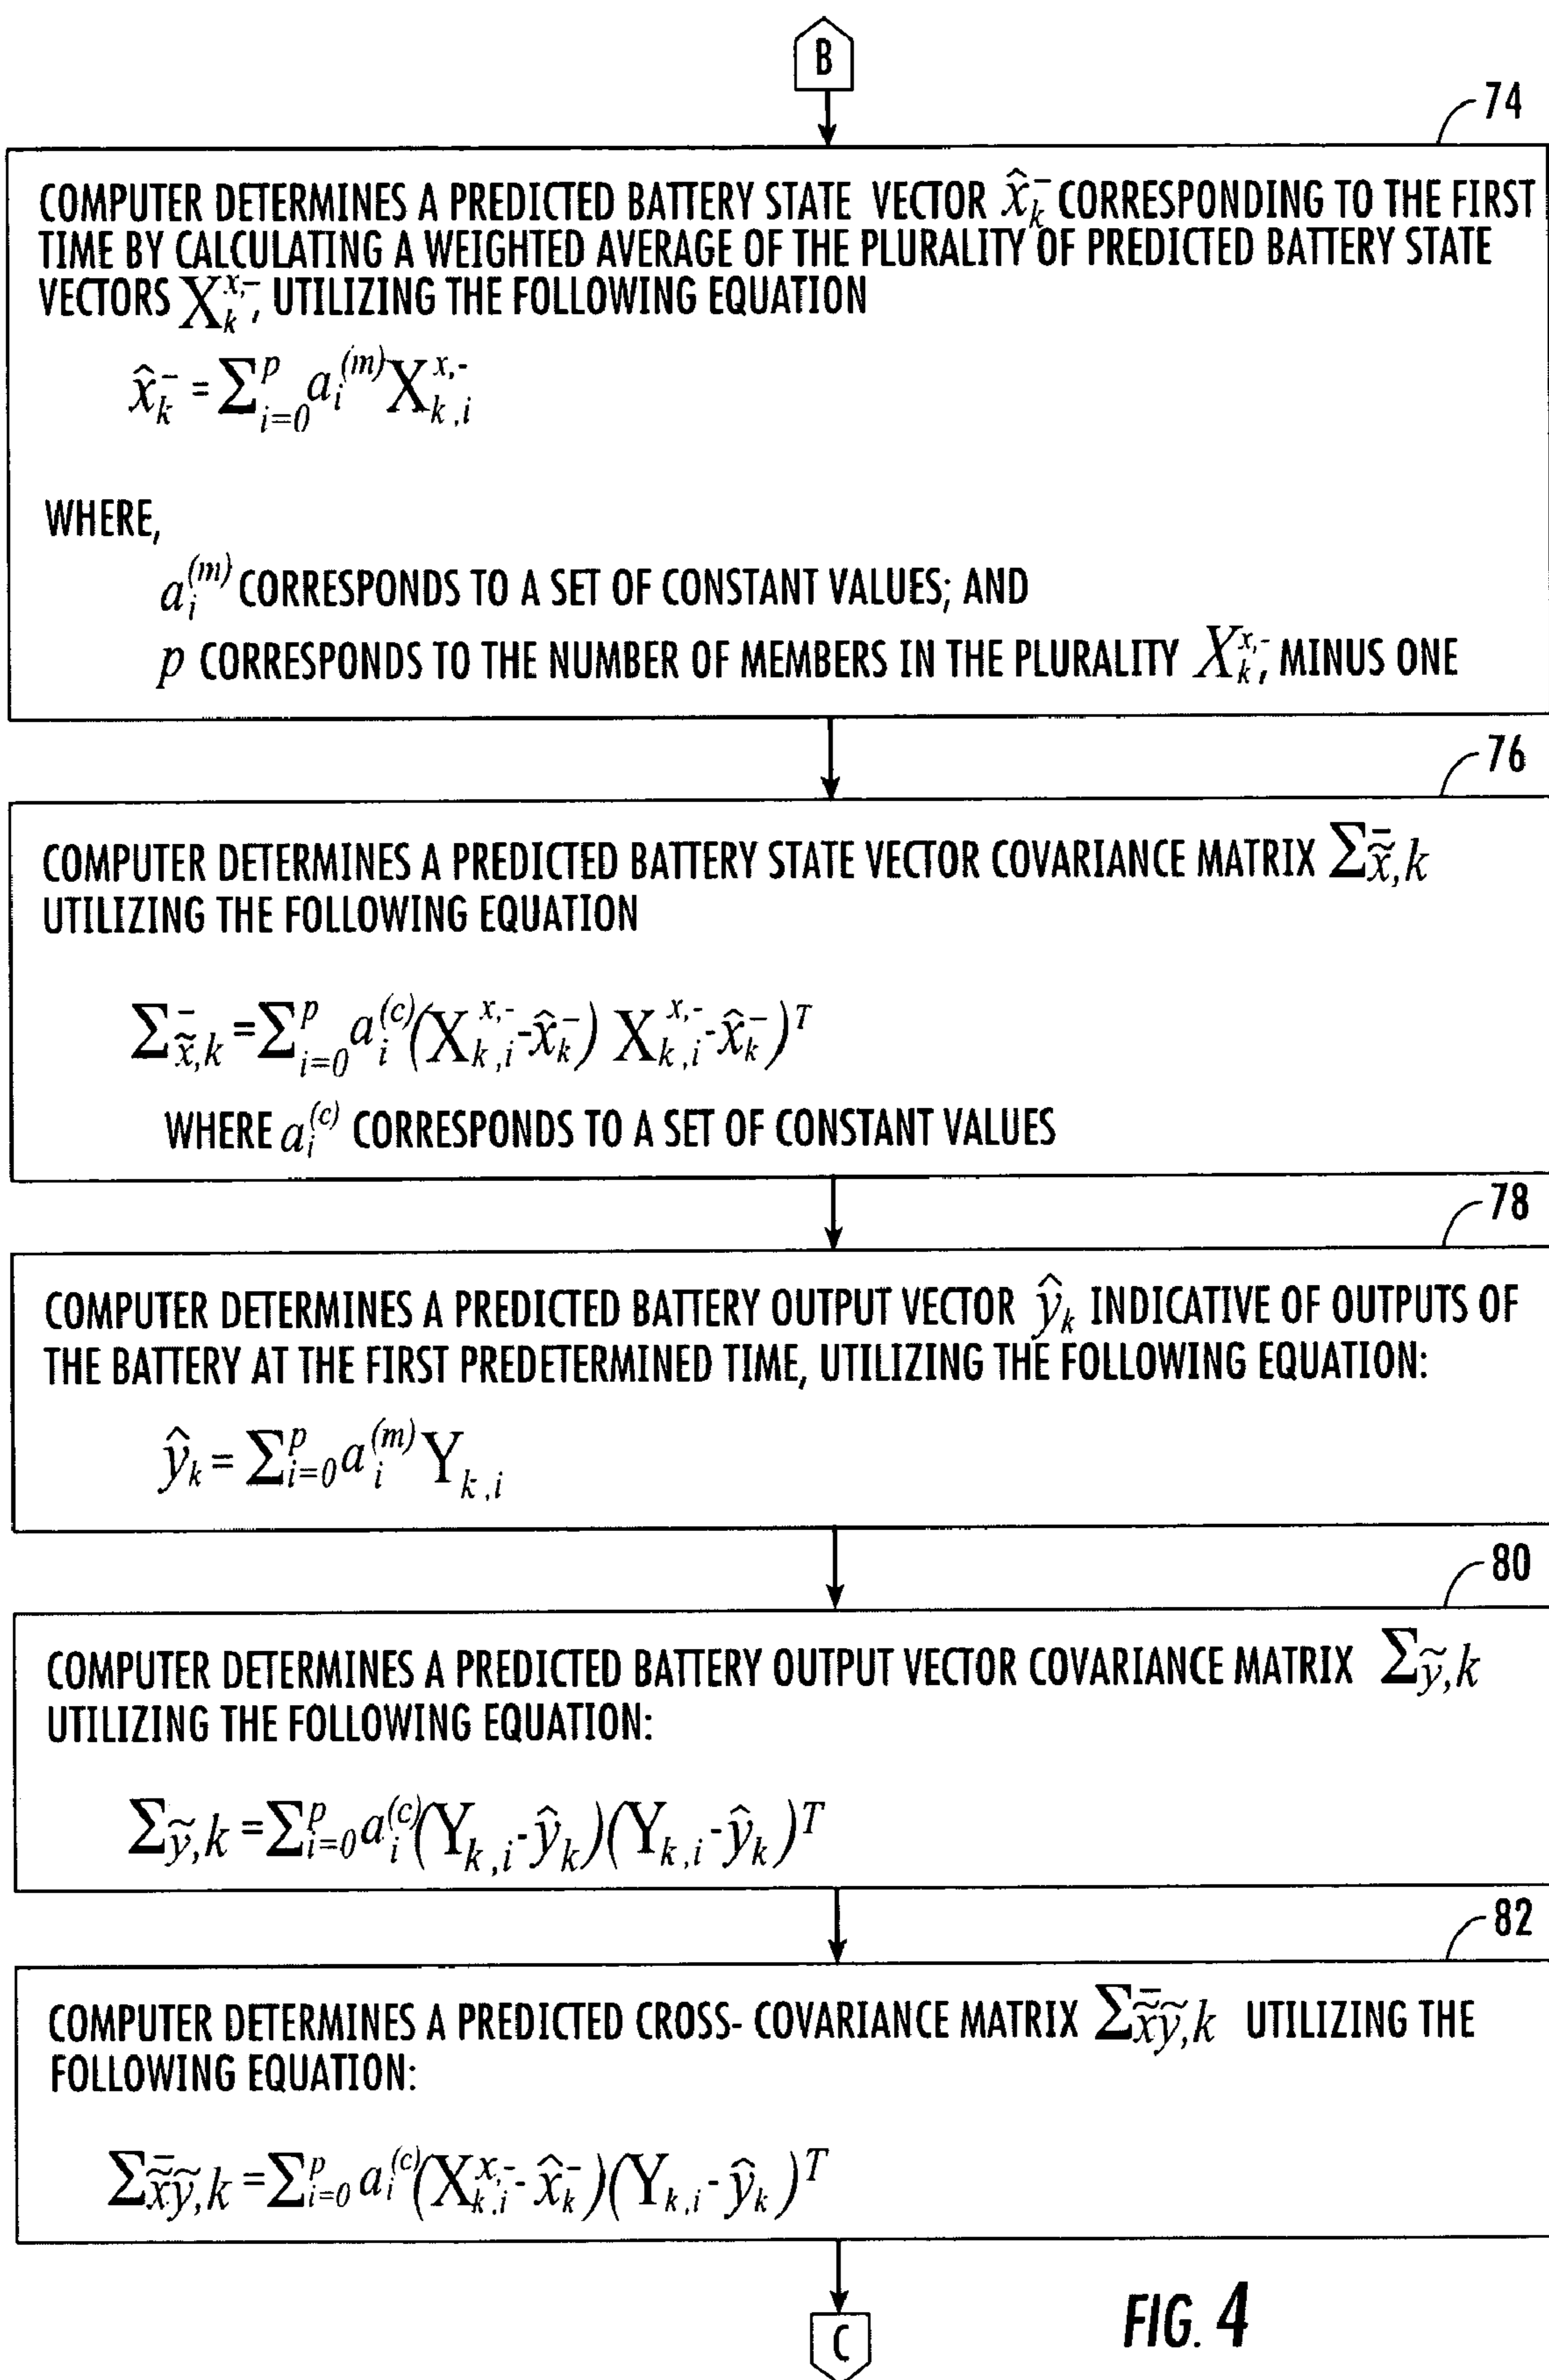 B
74
COMPUTER DETERMINES A PREDICTED BATTERY STATE VECTOR x̂ₖ⁻ CORRESPONDING TO THE FIRST
TIME BY CALCULATING A WEIGHTED AVERAGE OF THE PLURALITY OF PREDICTED BATTERY STATE
VECTORS X_k^{x,-}, UTILIZING THE FOLLOWING EQUATION
x̂_k^- = Σ_{i=0}^p a_i^{(m)} X_{k,i}^{x,-}
WHERE,
a_i^{(m)} CORRESPONDS TO A SET OF CONSTANT VALUES; AND
p CORRESPONDS TO THE NUMBER OF MEMBERS IN THE PLURALITY X_k^{x,-}, MINUS ONE
76
COMPUTER DETERMINES A PREDICTED BATTERY STATE VECTOR COVARIANCE MATRIX Σ_{x̃,k}^-
UTILIZING THE FOLLOWING EQUATION
Σ_{x̃,k}^- = Σ_{i=0}^p a_i^{(c)} (X_{k,i}^{x,-} - x̂_k^-) X_{k,i}^{x,-} - x̂_k^-)^T
WHERE a_i^{(c)} CORRESPONDS TO A SET OF CONSTANT VALUES
78
COMPUTER DETERMINES A PREDICTED BATTERY OUTPUT VECTOR ŷ_k INDICATIVE OF OUTPUTS OF
THE BATTERY AT THE FIRST PREDETERMINED TIME, UTILIZING THE FOLLOWING EQUATION:
ŷ_k = Σ_{i=0}^p a_i^{(m)} Y_{k,i}
80
COMPUTER DETERMINES A PREDICTED BATTERY OUTPUT VECTOR COVARIANCE MATRIX Σ_{ỹ,k}
UTILIZING THE FOLLOWING EQUATION:
Σ_{ỹ,k} = Σ_{i=0}^p a_i^{(c)} (Y_{k,i} - ŷ_k)(Y_{k,i} - ŷ_k)^T
82
COMPUTER DETERMINES A PREDICTED CROSS- COVARIANCE MATRIX Σ_{x̃ỹ,k}^- UTILIZING THE
FOLLOWING EQUATION:
Σ_{x̃ỹ,k}^- = Σ_{i=0}^p a_i^{(c)} (X_{k,i}^{x,-} - x̂_k^-)(Y_{k,i} - ŷ_k)^T
C
FIG. 4